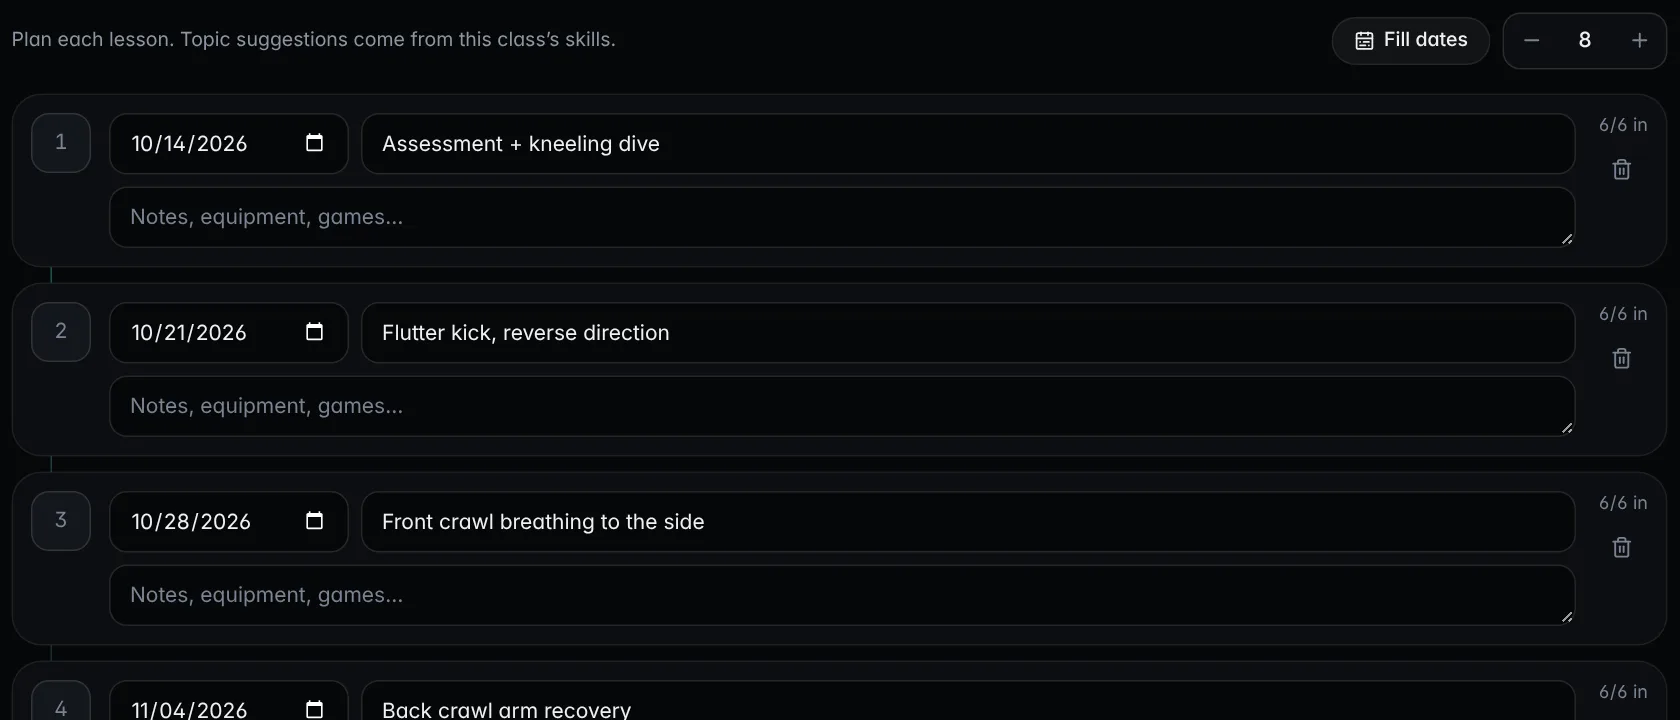 Plan each lesson. Topic suggestions come from this class’s skills.
Fill dates
8
1
10/14/2026
Assessment + kneeling dive
6/6 in
Notes, equipment, games...
2
10/21/2026
Flutter kick, reverse direction
6/6 in
Notes, equipment, games...
3
10/28/2026
Front crawl breathing to the side
6/6 in
Notes, equipment, games...
4
11/04/2026
Back crawl arm recovery
6/6 in